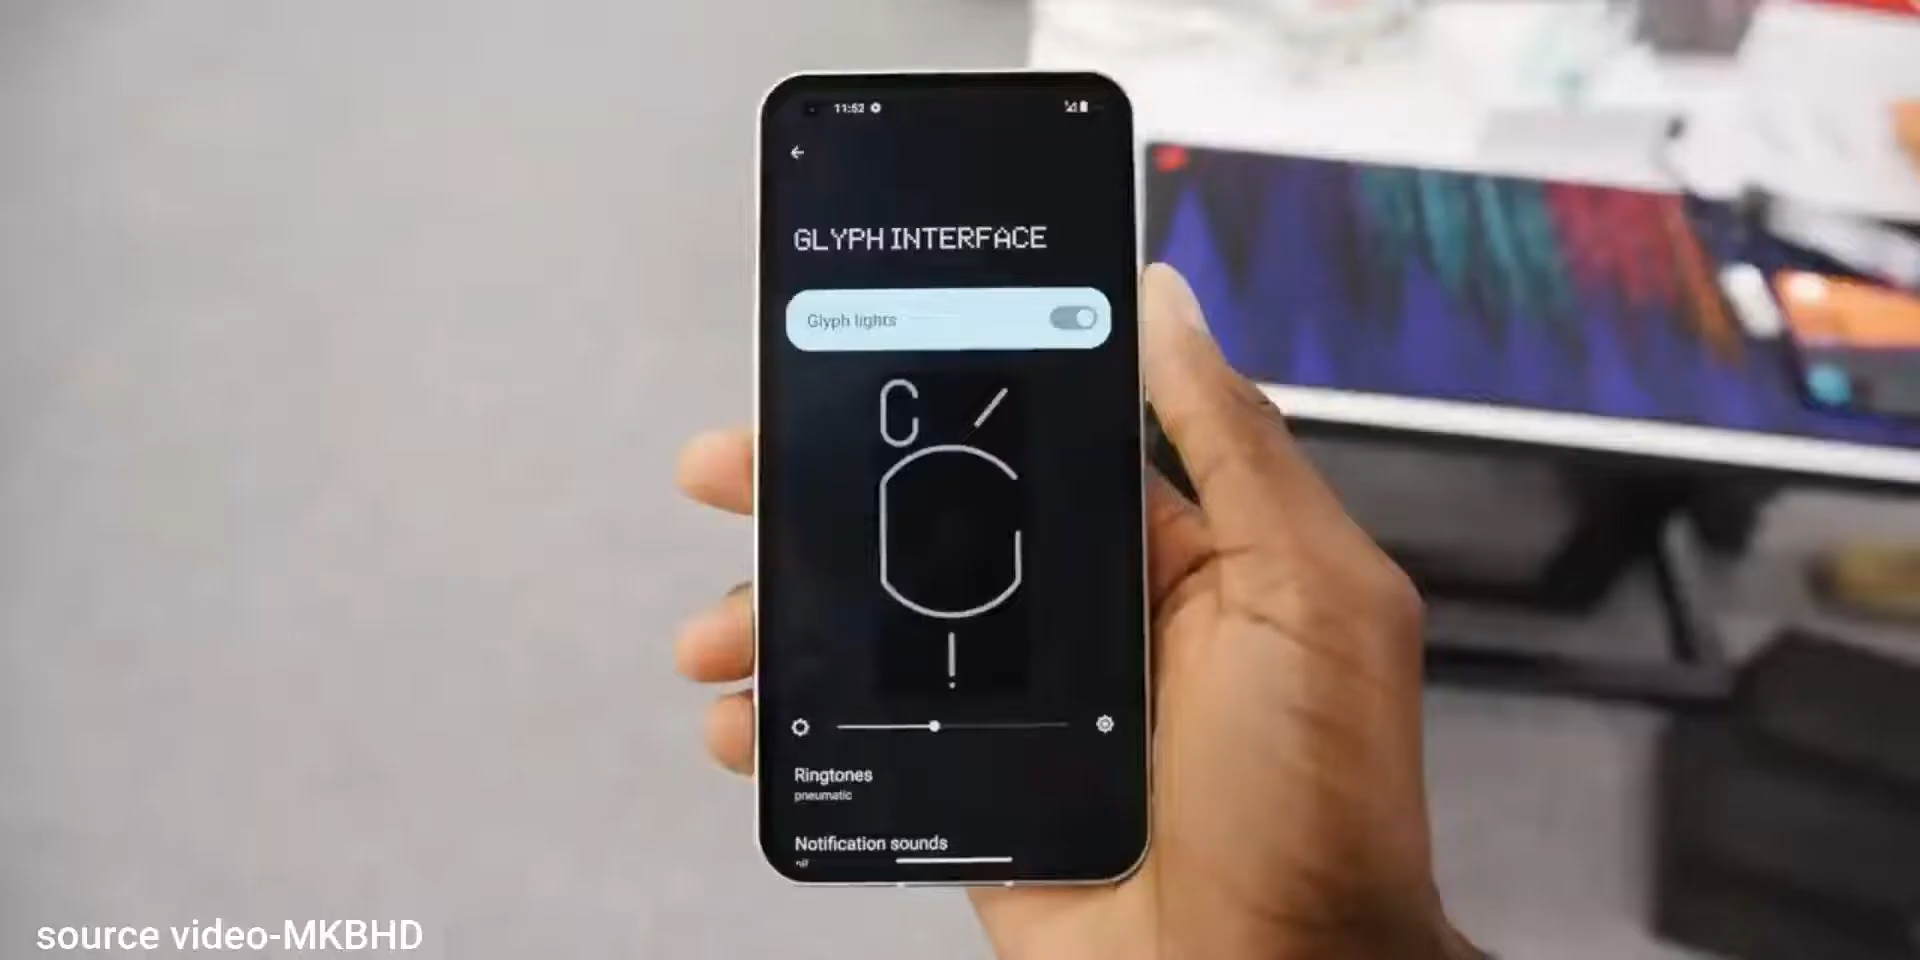 11:52
GLYPH INTERFACE
Glyph lights
Ringtones
pneumatic
Notification sounds
source video-MKBHD